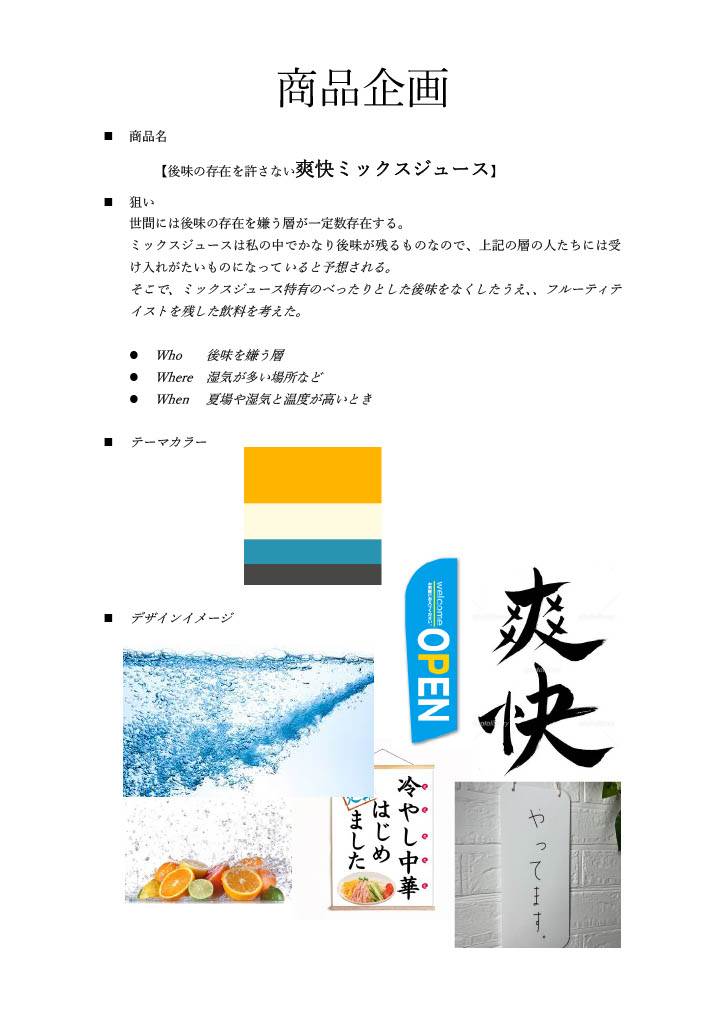 商品企画
■ 商品名
【後味の存在を許さない爽快ミックスジュース】
■ 狙い
世間には後味の存在を嫌う層が一定数存在する。
ミックスジュースは私の中でかなり後味が残るものなので、上記の層の人たちには受
け入れがたいものになっていると予想される。
そこで、ミックスジュース特有のべったりとした後味をなくしたうえ、、フルーティテ
イストを残した飲料を考えた。
● Who 後味を嫌う層
● Where 湿気が多い場所など
● When 夏場や湿気と温度が高いとき
■ テーマカラー
■ デザインイメージ
welcome
OPEN
爽快
冷やし中華
はじめ
ました
やってます。